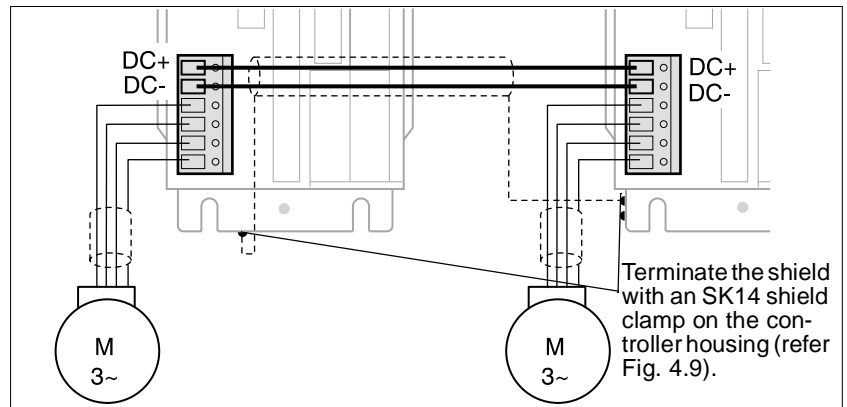 DC+
DC-
DC+
DC-
M
3~
M
3~
Terminate the shield
with an SK14 shield
clamp on the con-
troller housing (refer
Fig. 4.9).